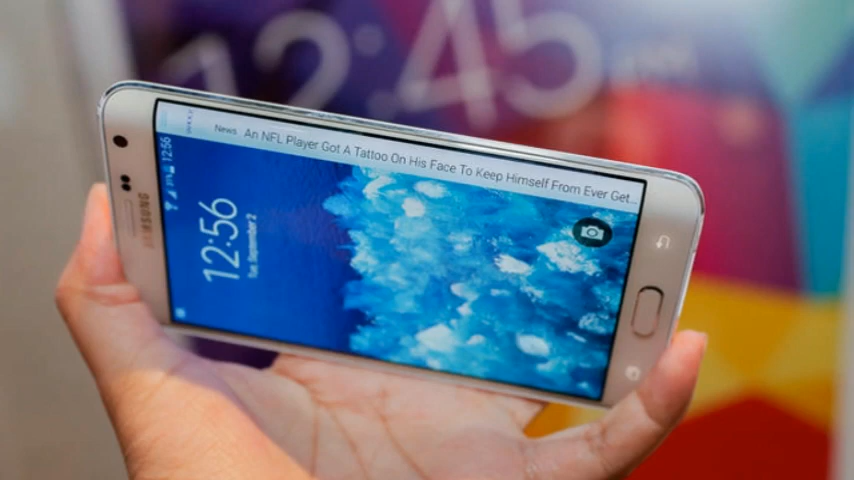 12:45
News An NFL Player Got A Tattoo On His Face To Keep Himself From Ever Get...
12:56
SAMSUNG
12:56
Tue, September 2